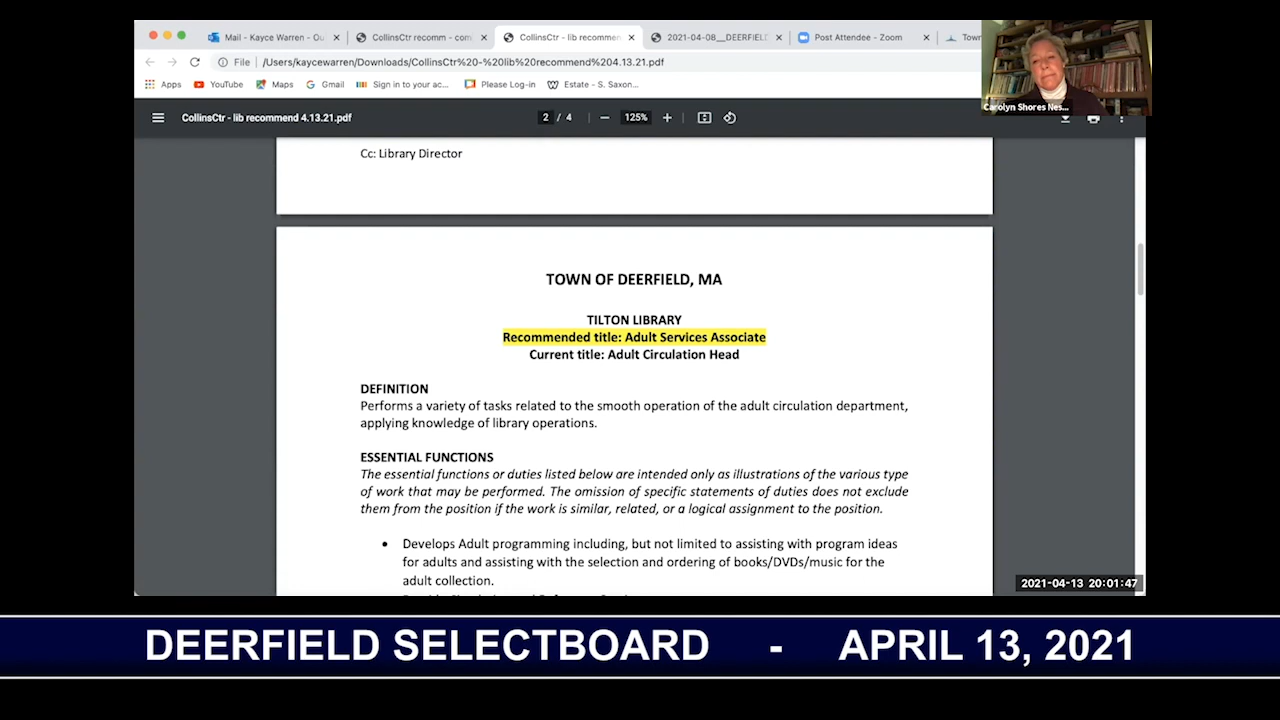 Mail - Kayce Warren - Ou
CollinsCtr recomm - com
CollinsCtr - lib recommen
2021-04-08__DEERFIELD
Post Attendee - Zoom
Town
File
/Users/kaycewarren/Downloads/CollinsCtr%20-%20lib%20recommend%204.13.21.pdf
Apps
YouTube
Maps
Gmail
Sign in to your ac...
Please Log-in
Estate - S. Saxon...
Carolyn Shores Nes...
CollinsCtr - lib recommend 4.13.21.pdf
2 / 4
125%
Cc: Library Director
TOWN OF DEERFIELD, MA
TILTON LIBRARY
Recommended title: Adult Services Associate
Current title: Adult Circulation Head
DEFINITION
Performs a variety of tasks related to the smooth operation of the adult circulation department,
applying knowledge of library operations.
ESSENTIAL FUNCTIONS
The essential functions or duties listed below are intended only as illustrations of the various type
of work that may be performed. The omission of specific statements of duties does not exclude
them from the position if the work is similar, related, or a logical assignment to the position.
• Develops Adult programming including, but not limited to assisting with program ideas
for adults and assisting with the selection and ordering of books/DVDs/music for the
adult collection.
2021-04-13 20:01:47
DEERFIELD SELECTBOARD - APRIL 13, 2021